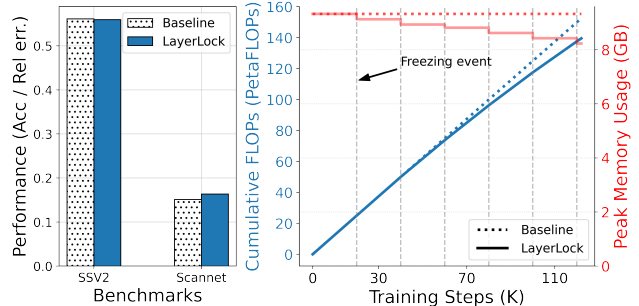 Performance (Acc / Rel err.)
0.5
0.4
0.3
0.2
0.1
0.0
SSV2
Scannet
Benchmarks
Baseline
LayerLock
Cumulative FLOPs (PetaFLOPs)
160
140
120
100
80
60
40
20
0
0
30
70
110
Training Steps (K)
Freezing event
Baseline
LayerLock
8
6
4
2
0
Peak Memory Usage (GB)